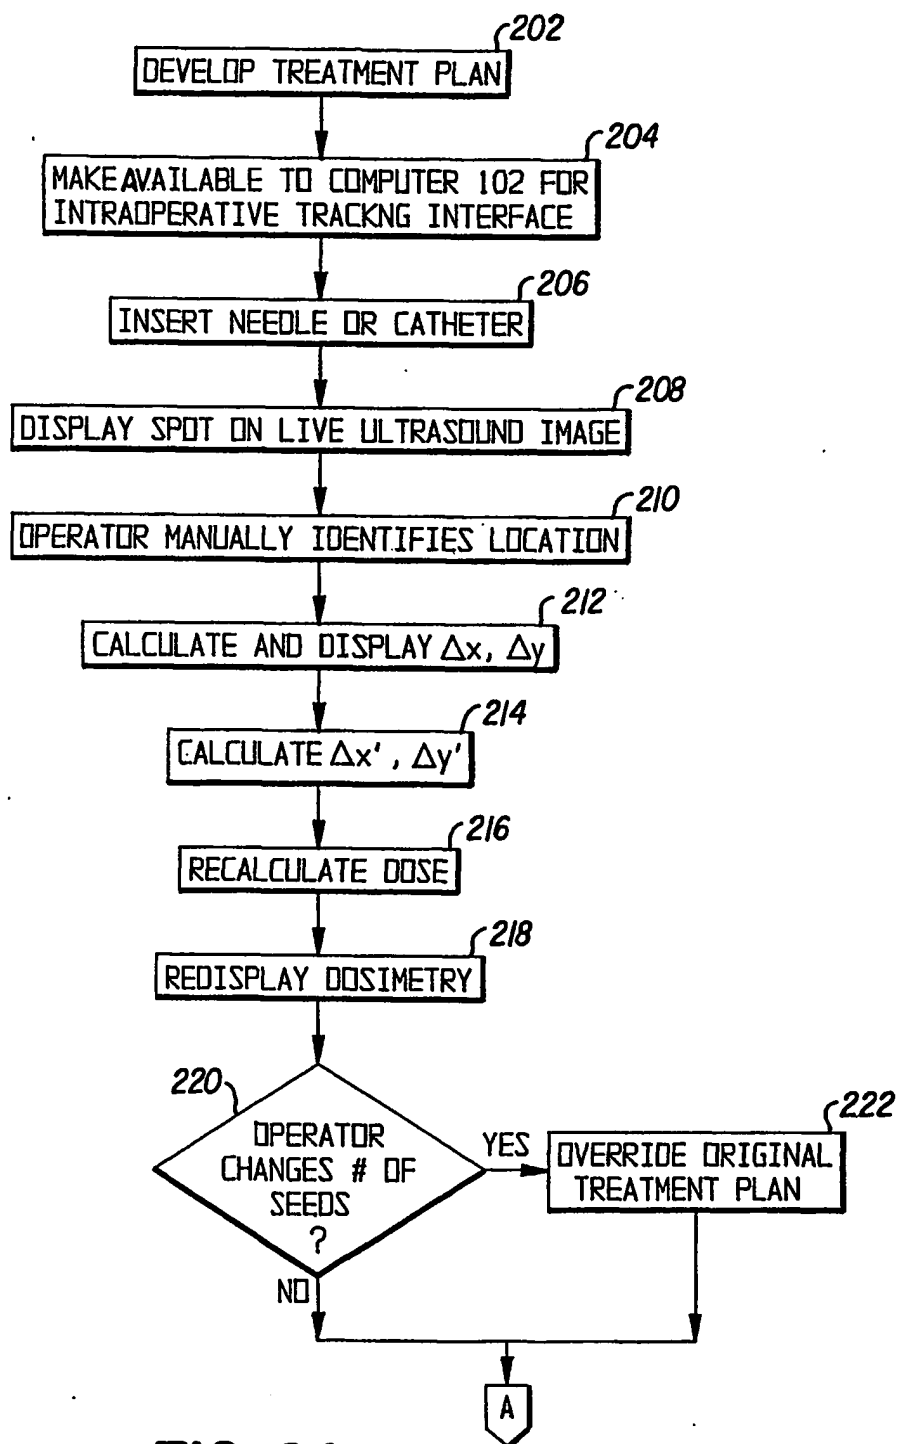 202
DEVELOP TREATMENT PLAN
204
MAKE AVAILABLE TO COMPUTER 102 FOR
INTRAOPERATIVE TRACKNG INTERFACE
206
INSERT NEEDLE OR CATHETER
208
DISPLAY SPOT ON LIVE ULTRASOUND IMAGE
210
OPERATOR MANUALLY IDENTIFIES LOCATION
212
CALCULATE AND DISPLAY Δx, Δy
214
CALCULATE Δx', Δy'
216
RECALCULATE DOSE
218
REDISPLAY DOSIMETRY
220
OPERATOR
CHANGES # OF
SEEDS
?
YES
222
OVERRIDE ORIGINAL
TREATMENT PLAN
NO
A